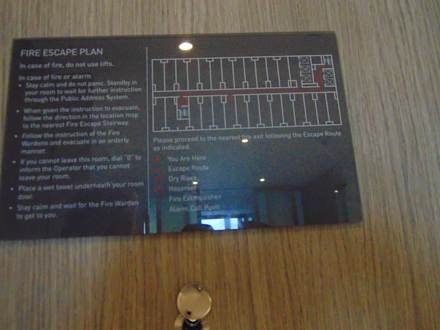 FIRE ESCAPE PLAN
In case of fire, do not use lifts.
In case of fire or alarm
• Stay calm and do not panic. Standby in
your room to wait for further instruction
through the Public Address System.
• When given the instruction to evacuate,
follow the direction in the location map
to the nearest Fire Escape Stairway.
• Follow the instruction of the Fire
Wardens and evacuate in an orderly
manner.
• If you cannot leave this room, dial "0" to
inform the Operator that you cannot
leave your room.
• Place a wet towel underneath your room
door.
• Stay calm and wait for the Fire Warden
to get to you.
Please proceed to the nearest fire exit following the Escape Route
as indicated.
You Are Here
Escape Route
Dry Riser
Hosereel
Fire Extinguisher
Alarm Call Point